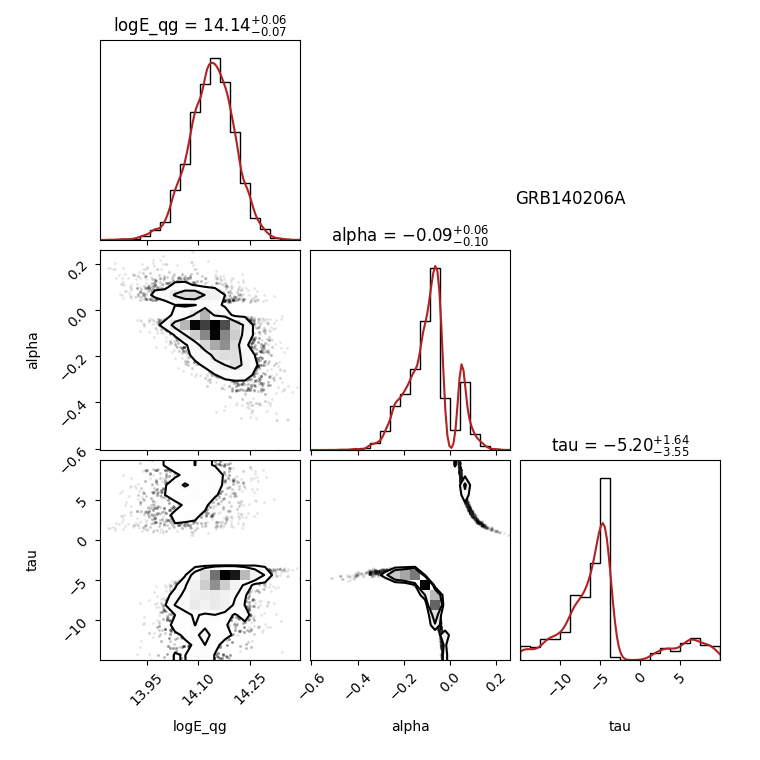 logE_qg = 14.14+0.06 −0.07
GRB140206A
alpha = −0.09+0.06 −0.10
0.2
0.0
−0.2
−0.4
−0.6
alpha
tau = −5.20+1.64 −3.55
5
0
−5
−10
tau
13.95 14.10 14.25
−0.6 −0.4 −0.2 0.0 0.2
−10 −5 0 5
logE_qg alpha tau